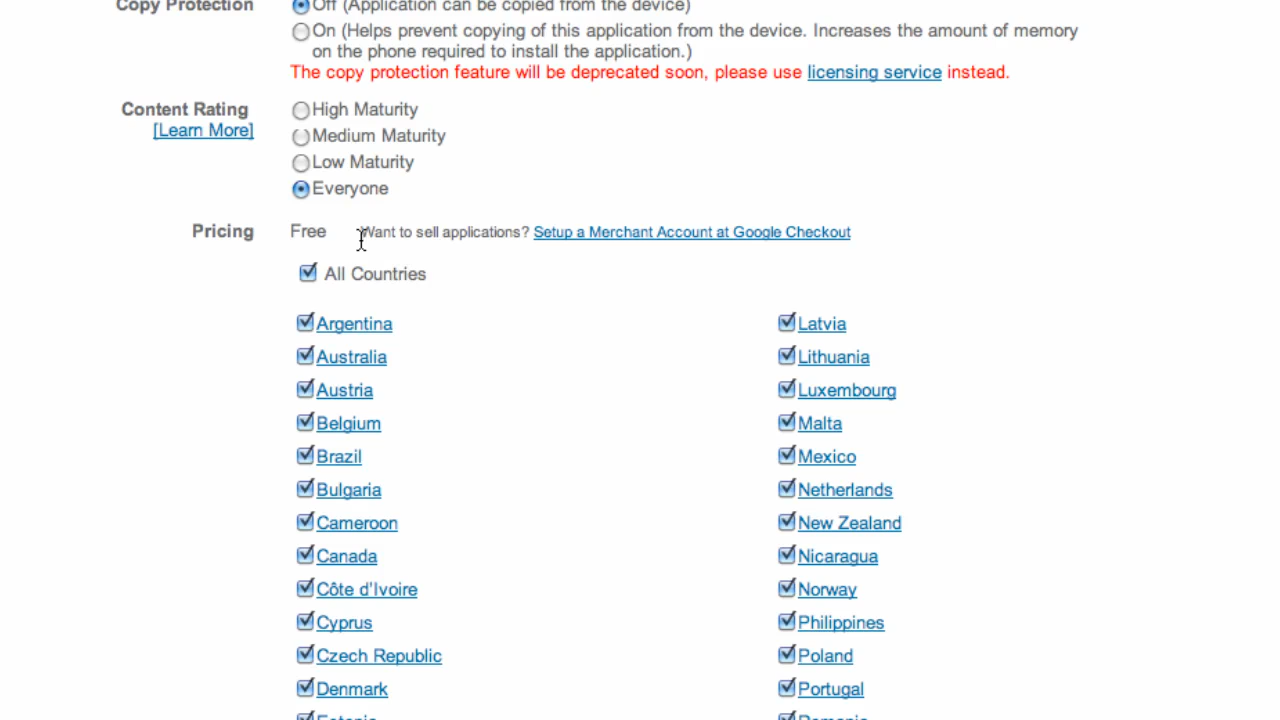 Copy Protection
Off (Application can be copied from the device)
On (Helps prevent copying of this application from the device. Increases the amount of memory
on the phone required to install the application.)
The copy protection feature will be deprecated soon, please use licensing service instead.
Content Rating
[Learn More]
High Maturity
Medium Maturity
Low Maturity
Everyone
Pricing
Free
Want to sell applications? Setup a Merchant Account at Google Checkout
All Countries
Argentina
Australia
Austria
Belgium
Brazil
Bulgaria
Cameroon
Canada
Côte d'Ivoire
Cyprus
Czech Republic
Denmark
Estonia
Latvia
Lithuania
Luxembourg
Malta
Mexico
Netherlands
New Zealand
Nicaragua
Norway
Philippines
Poland
Portugal
Romania